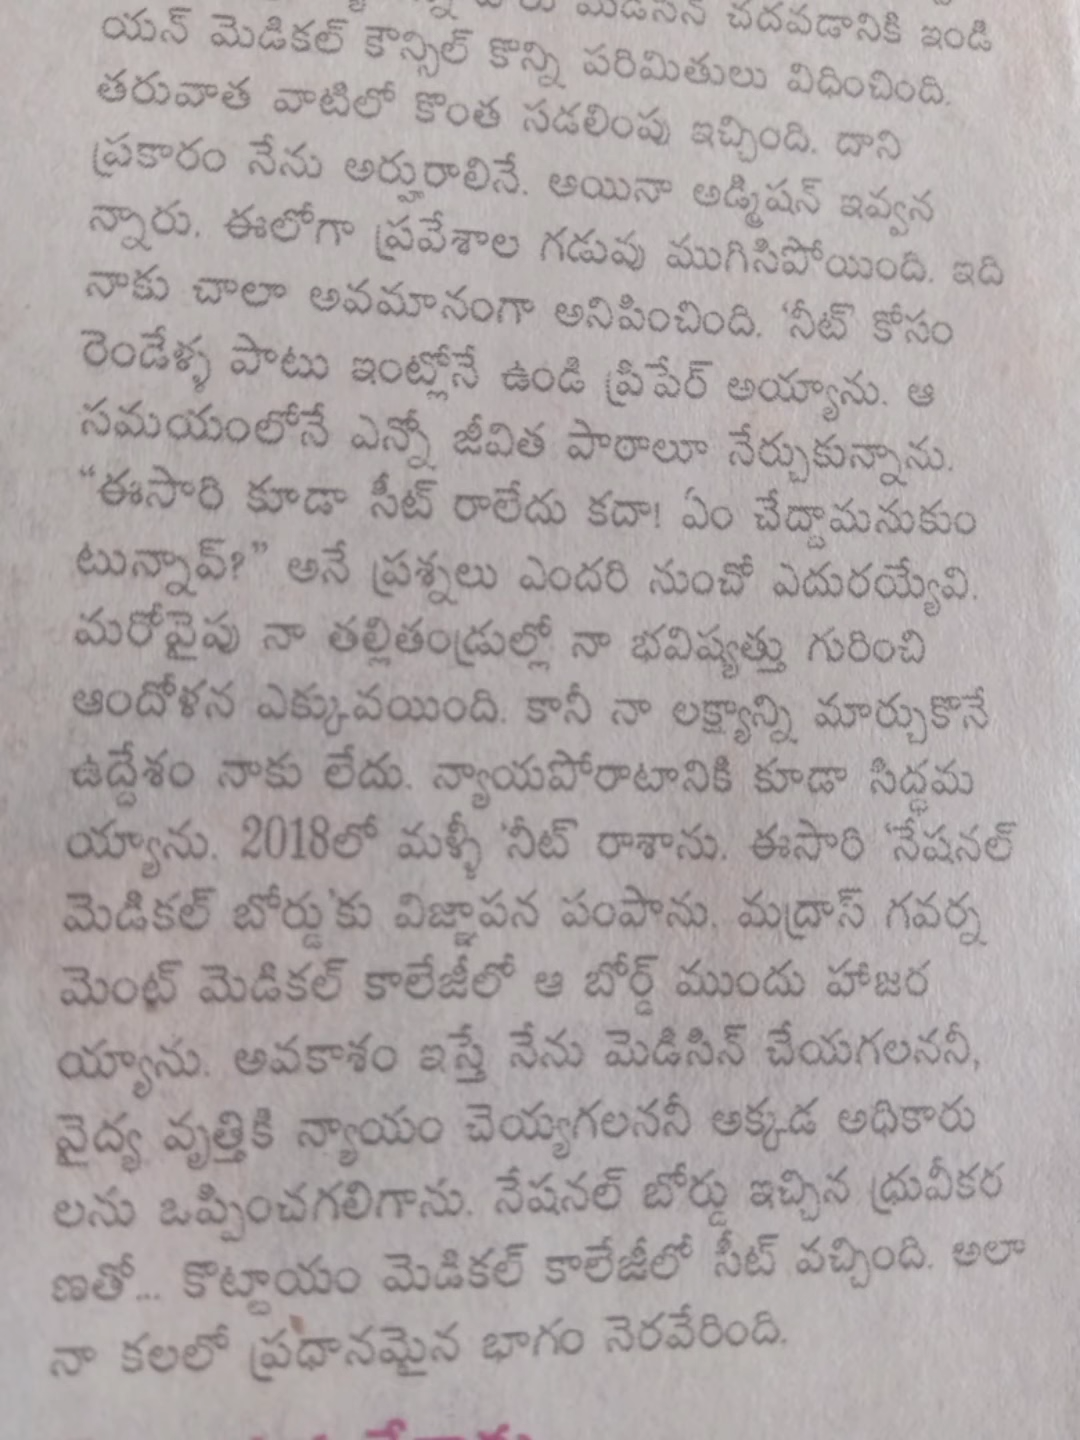 మెడిసిన్ చదవడానికి ఇండి
యన్ మెడికల్ కౌన్సిల్ కొన్ని పరిమితులు విధించింది.
తరువాత వాటిలో కొంత సడలింపు ఇచ్చింది. దాని
ప్రకారం నేను అర్హురాలినే. అయినా అడ్మిషన్ ఇవ్వన
న్నారు. ఈలోగా ప్రవేశాల గడువు ముగిసిపోయింది. ఇది
నాకు చాలా అవమానంగా అనిపించింది. ‘నీట్’ కోసం
రెండేళ్ళ పాటు ఇంట్లోనే ఉండి ప్రిపేర్ అయ్యాను. ఆ
సమయంలోనే ఎన్నో జీవిత పాఠాలూ నేర్చుకున్నాను.
“ఈసారి కూడా సీట్ రాలేదు కదా! ఏం చేద్దామనుకుం
టున్నావ్?” అనే ప్రశ్నలు ఎందరి నుంచో ఎదురయ్యేవి.
మరోవైపు నా తల్లితండ్రుల్లో నా భవిష్యత్తు గురించి
ఆందోళన ఎక్కువయింది. కానీ నా లక్ష్యాన్ని మార్చుకొనే
ఉద్దేశం నాకు లేదు. న్యాయపోరాటానికి కూడా సిద్ధమ
య్యాను. 2018లో మళ్ళీ ‘నీట్’ రాశాను. ఈసారి ‘నేషనల్
మెడికల్ బోర్డు’కు విజ్ఞాపన పంపాను. మద్రాస్ గవర్న
మెంట్ మెడికల్ కాలేజీలో ఆ బోర్డ్ ముందు హాజర
య్యాను. అవకాశం ఇస్తే నేను మెడిసిన్ చేయగలననీ,
వైద్య వృత్తికి న్యాయం చెయ్యగలననీ అక్కడ అధికారు
లను ఒప్పించగలిగాను. నేషనల్ బోర్డు ఇచ్చిన ధ్రువీకర
ణతో... కొట్టాయం మెడికల్ కాలేజీలో సీట్ వచ్చింది. అలా
నా కలలో ప్రధానమైన భాగం నెరవేరింది.